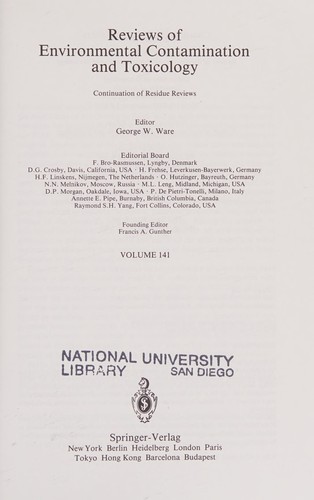 Reviews of
Environmental Contamination
and Toxicology
Continuation of Residue Reviews
Editor
George W. Ware
Editorial Board
F. Bro-Rasmussen, Lyngby, Denmark
D.G. Crosby, Davis, California, USA · H. Frehse, Leverkusen-Bayerwerk, Germany
H.F. Linskens, Nijmegen, The Netherlands · O. Hutzinger, Bayreuth, Germany
N.N. Melnikov, Moscow, Russia · M.L. Leng, Midland, Michigan, USA
D.P. Morgan, Oakdale, Iowa, USA · P. De Pietri-Tonelli, Milano, Italy
Annette E. Pipe, Burnaby, British Columbia, Canada
Raymond S.H. Yang, Fort Collins, Colorado, USA
Founding Editor
Francis A. Gunther
VOLUME 141
NATIONAL UNIVERSITY
LIBRARY SAN DIEGO
Springer-Verlag
New York Berlin Heidelberg London Paris
Tokyo Hong Kong Barcelona Budapest